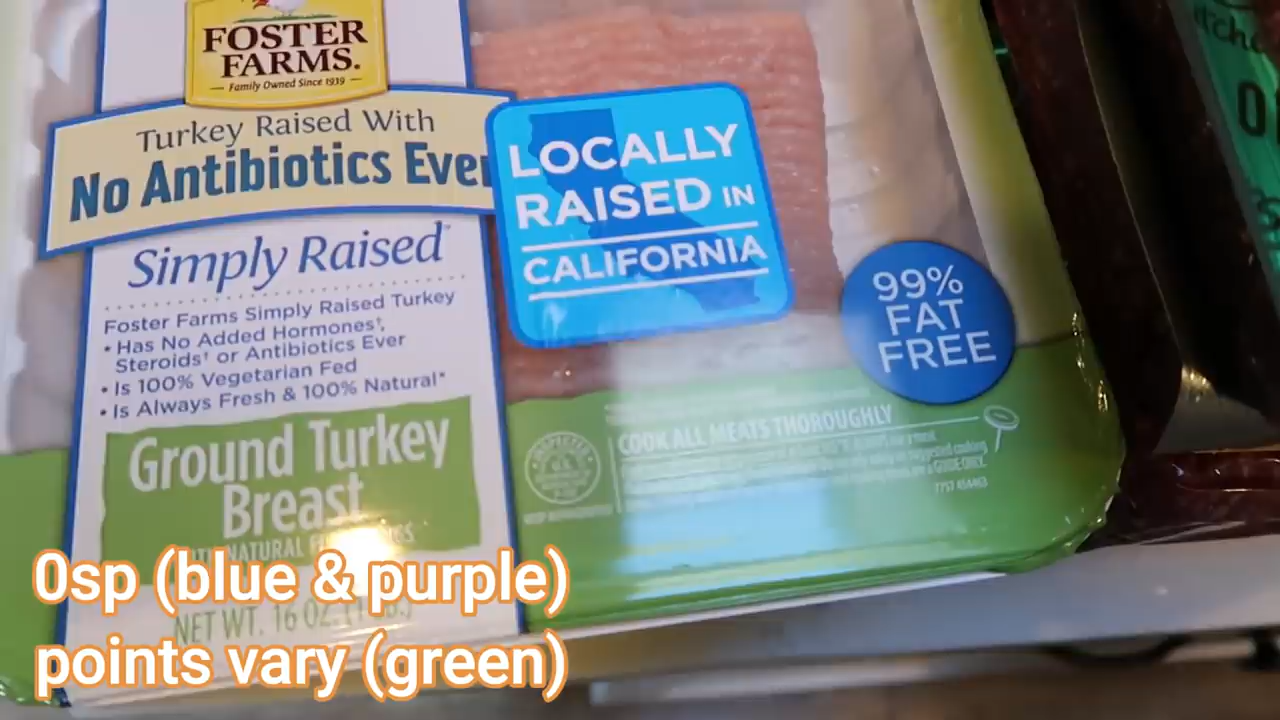 FOSTER
FARMS.
Family Owned Since 1939
Turkey Raised With
No Antibiotics Ever
Simply Raised
Foster Farms Simply Raised Turkey
• Has No Added Hormones†,
Steroids† or Antibiotics Ever
• Is 100% Vegetarian Fed
• Is Always Fresh & 100% Natural*
Ground Turkey
Breast
NATURAL
NET WT. 16 OZ.
LOCALLY
RAISED IN
CALIFORNIA
99%
FAT
FREE
COOK ALL MEATS THOROUGHLY
0sp (blue & purple)
points vary (green)